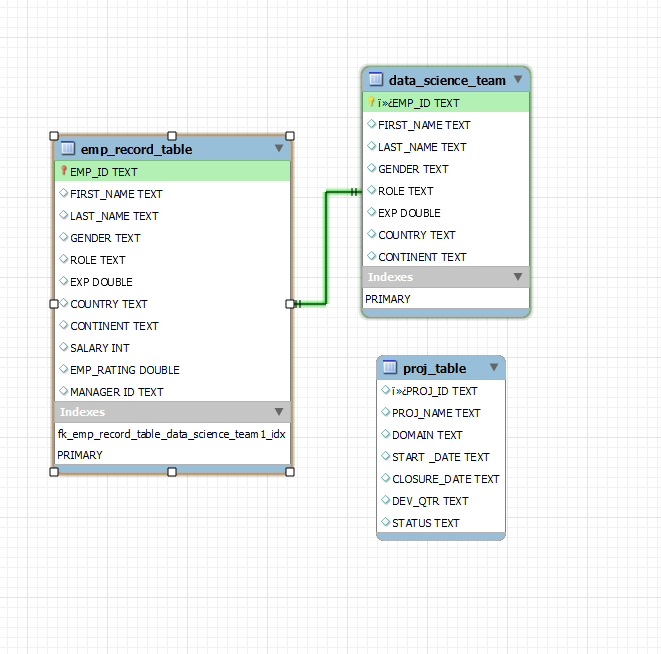 emp_record_table
EMP_ID TEXT
FIRST_NAME TEXT
LAST_NAME TEXT
GENDER TEXT
ROLE TEXT
EXP DOUBLE
COUNTRY TEXT
CONTINENT TEXT
SALARY INT
EMP_RATING DOUBLE
MANAGER ID TEXT
Indexes
fk_emp_record_table_data_science_team1_idx
PRIMARY
data_science_team
ï»¿EMP_ID TEXT
FIRST_NAME TEXT
LAST_NAME TEXT
GENDER TEXT
ROLE TEXT
EXP DOUBLE
COUNTRY TEXT
CONTINENT TEXT
Indexes
PRIMARY
proj_table
ï»¿PROJ_ID TEXT
PROJ_NAME TEXT
DOMAIN TEXT
START _DATE TEXT
CLOSURE_DATE TEXT
DEV_QTR TEXT
STATUS TEXT